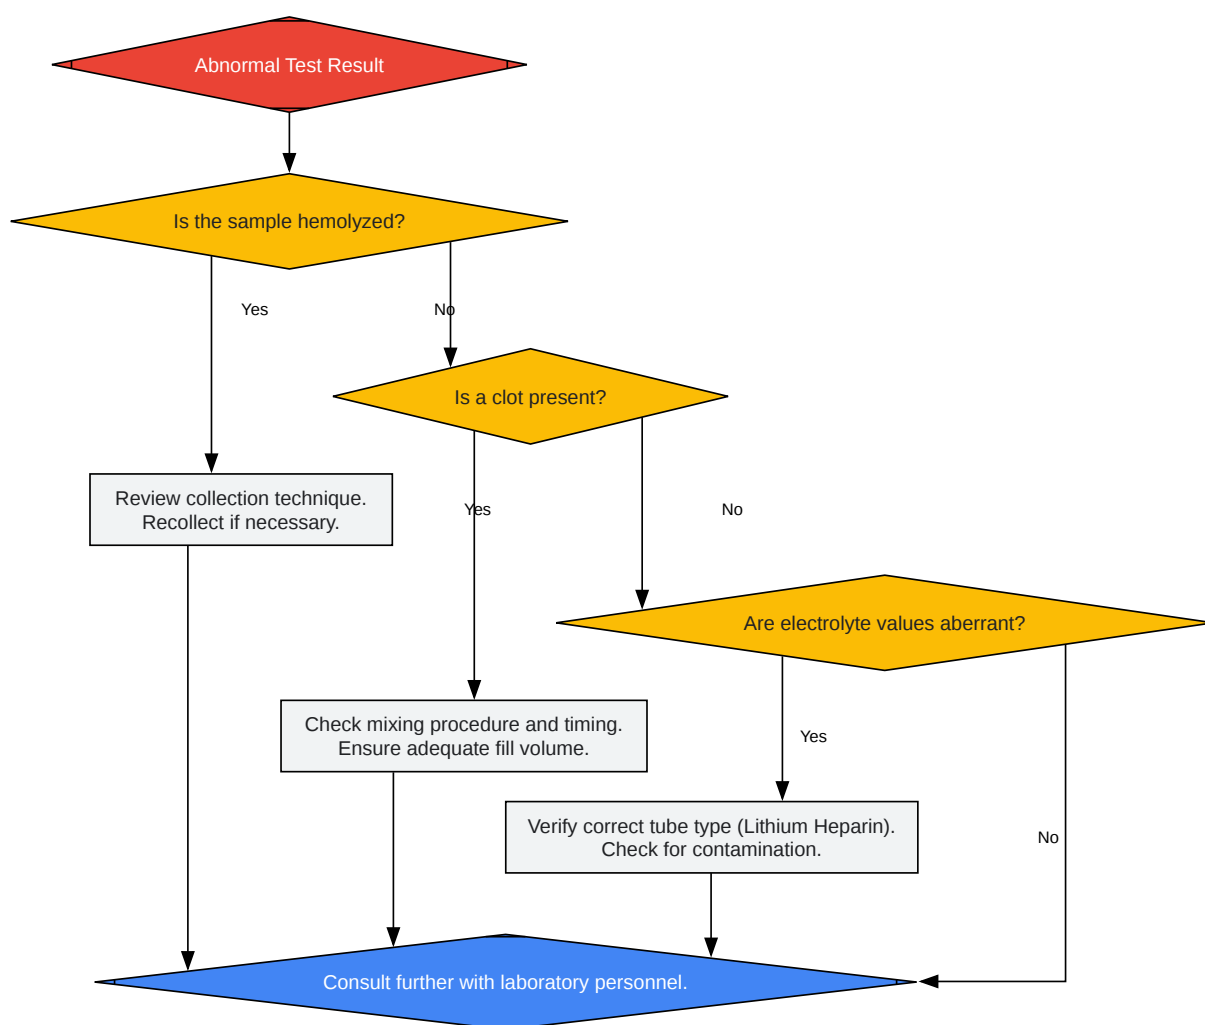 Abnormal Test Result
Is the sample hemolyzed?
Yes
No
Is a clot present?
Review collection technique.
Recollect if necessary.
Yes
No
Are electrolyte values aberrant?
Check mixing procedure and timing.
Ensure adequate fill volume.
Yes
Verify correct tube type (Lithium Heparin).
Check for contamination.
No
Consult further with laboratory personnel.